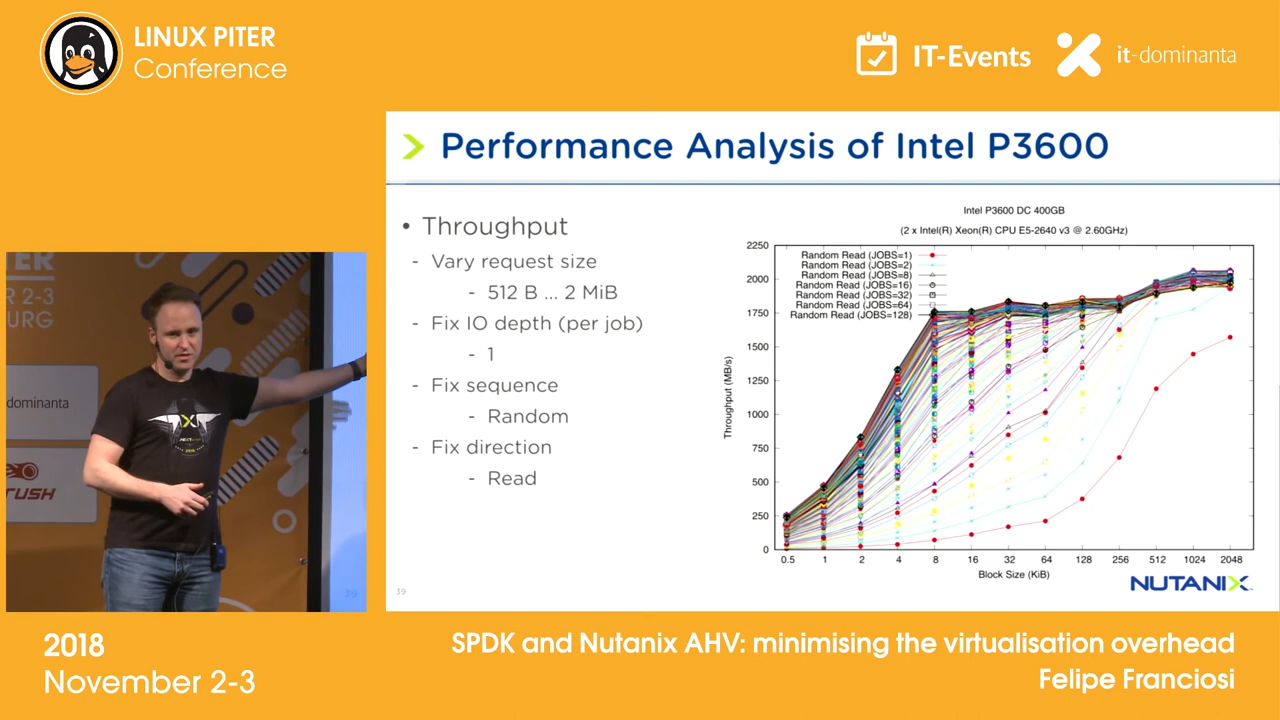 LINUX PITER
Conference
IT-Events
it-dominanta
Performance Analysis of Intel P3600
• Throughput
- Vary request size
- 512 B ... 2 MiB
- Fix IO depth (per job)
- 1
- Fix sequence
- Random
- Fix direction
- Read
39
Intel P3600 DC 400GB
(2 x Intel(R) Xeon(R) CPU E5-2640 v3 @ 2.60GHz)
Random Read (JOBS=1)
Random Read (JOBS=2)
Random Read (JOBS=8)
Random Read (JOBS=16)
Random Read (JOBS=32)
Random Read (JOBS=64)
Random Read (JOBS=128)
Throughput (MB/s)
2250
2000
1750
1500
1250
1000
750
500
250
0
0.5 1 2 4 8 16 32 64 128 256 512 1024 2048
Block Size (KiB)
NUTANIX
R 2-3
URG
dominanta
X
39
2018
November 2-3
SPDK and Nutanix AHV: minimising the virtualisation overhead
Felipe Franciosi